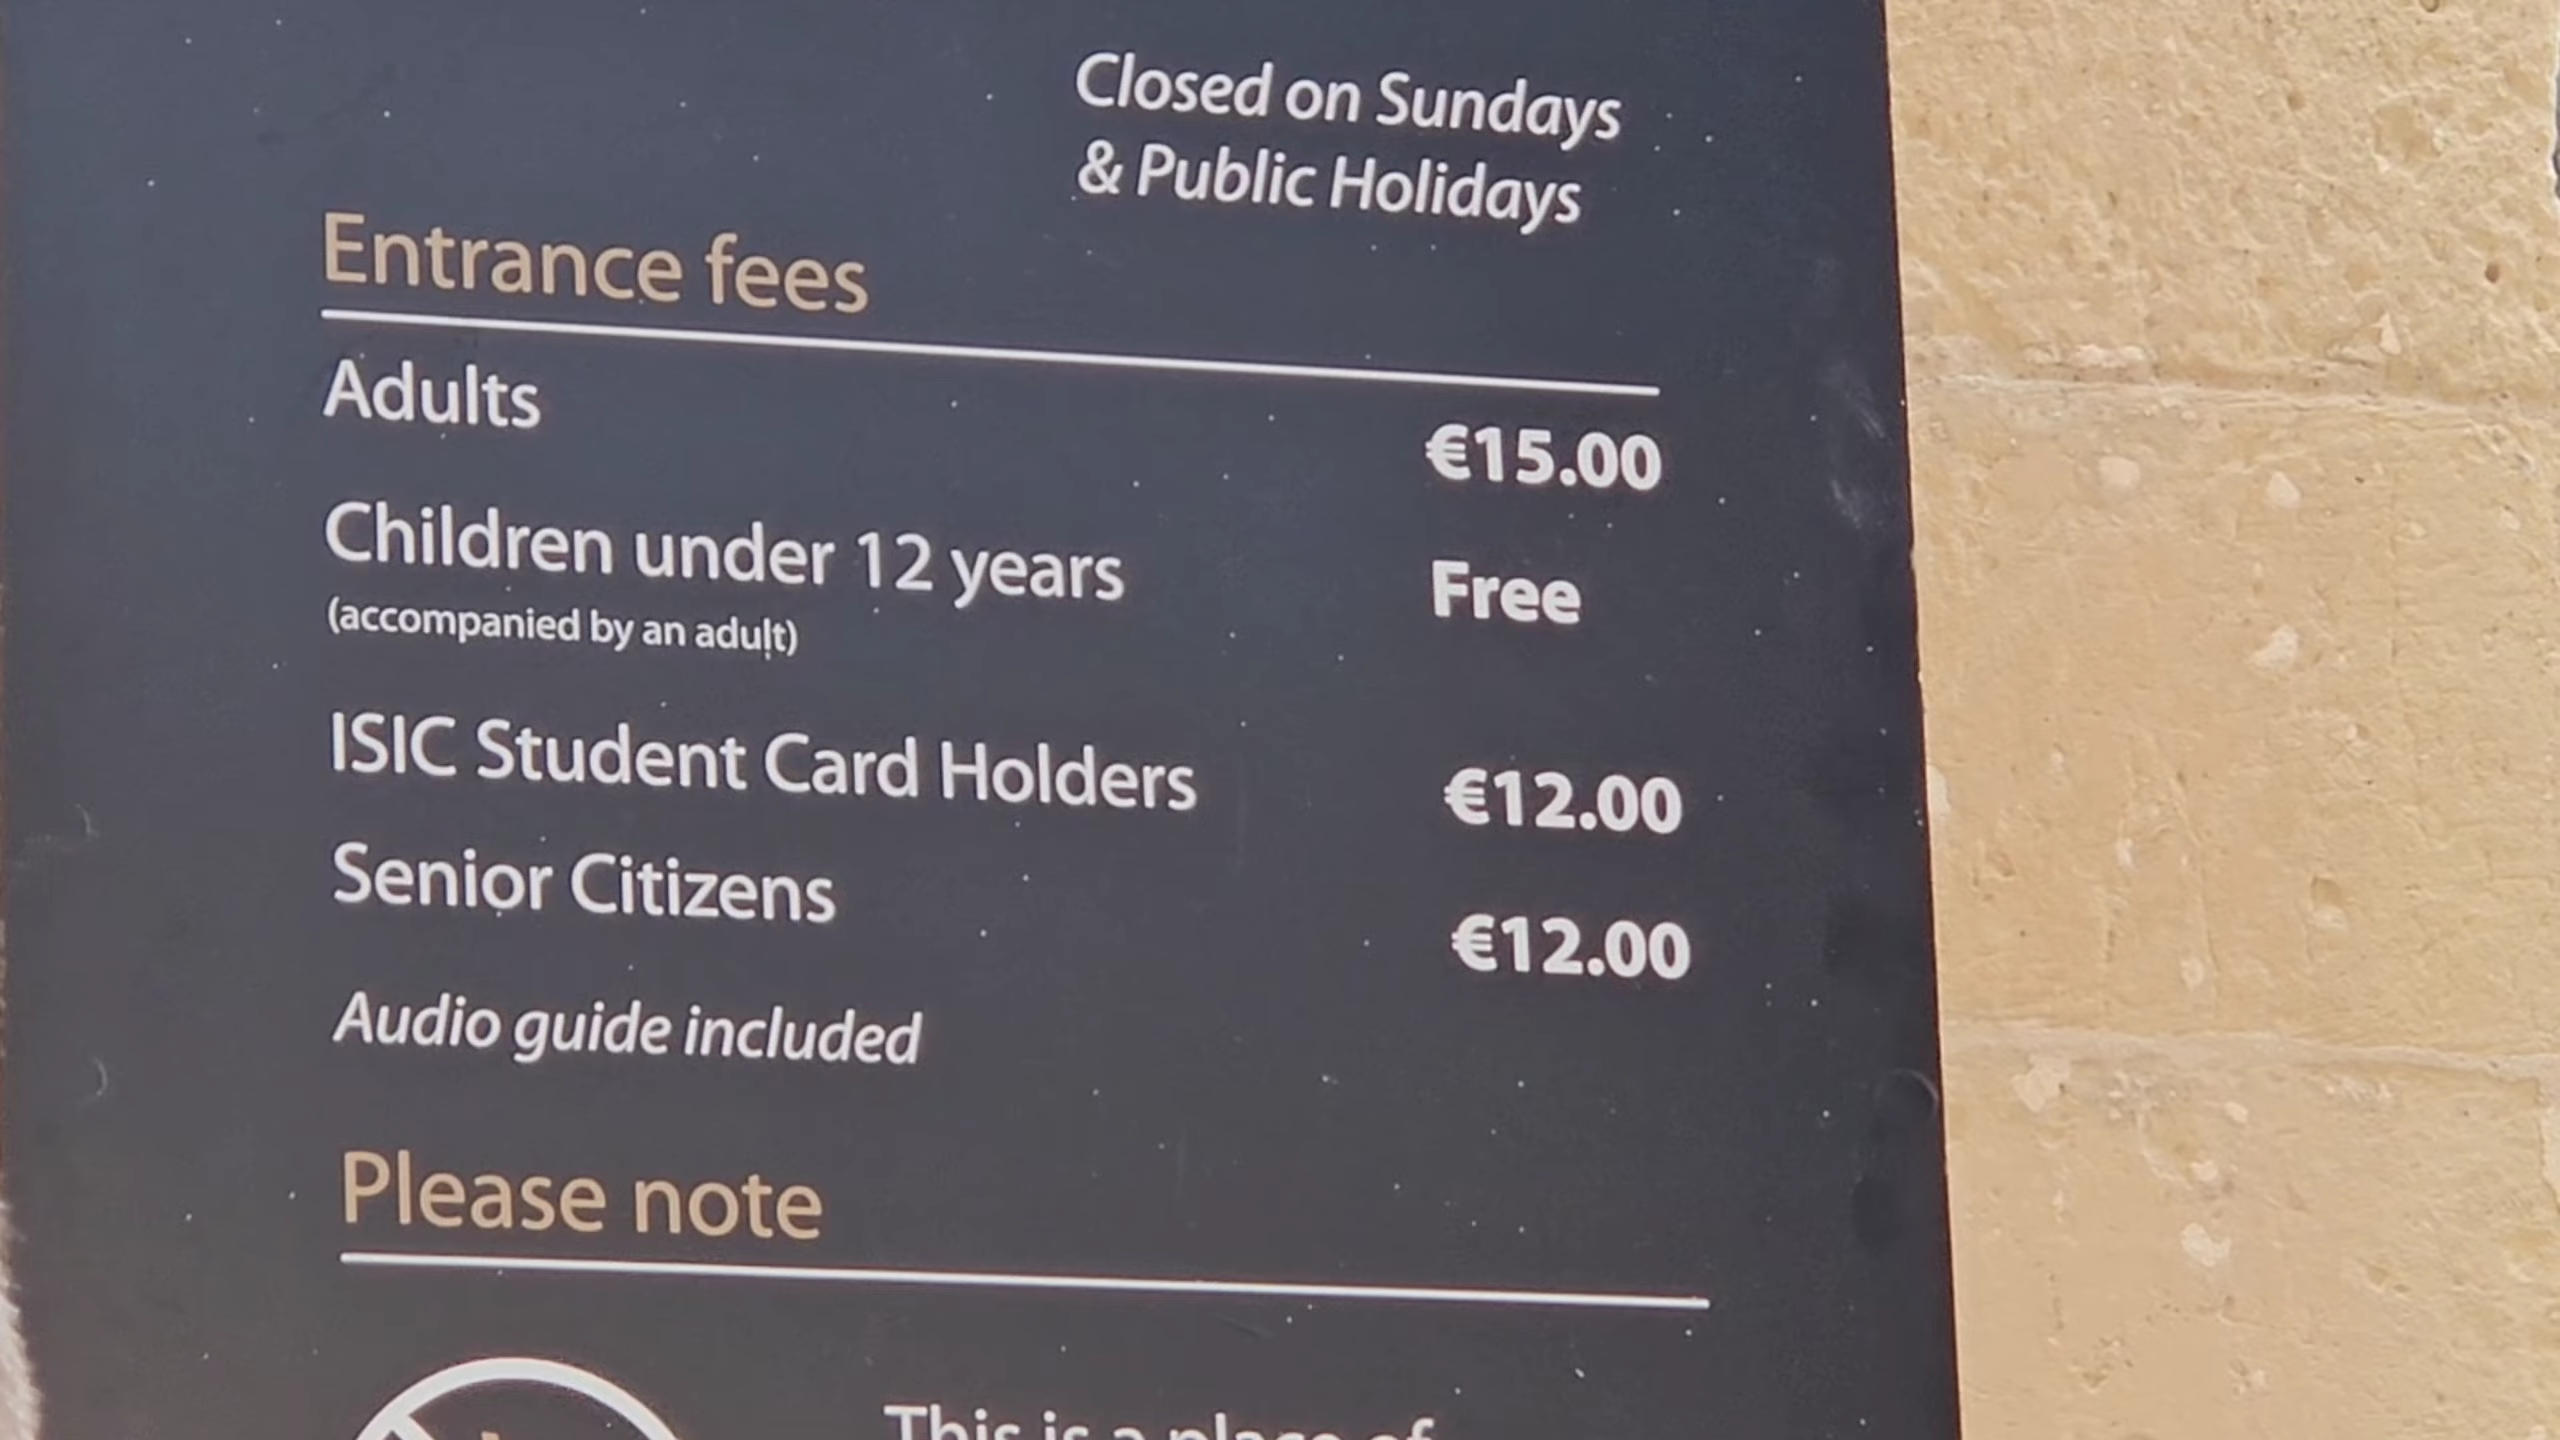 Closed on Sundays
& Public Holidays
Entrance fees
Adults €15.00
Children under 12 years Free
(accompanied by an adult)
ISIC Student Card Holders €12.00
Senior Citizens €12.00
Audio guide included
Please note
This is a place of